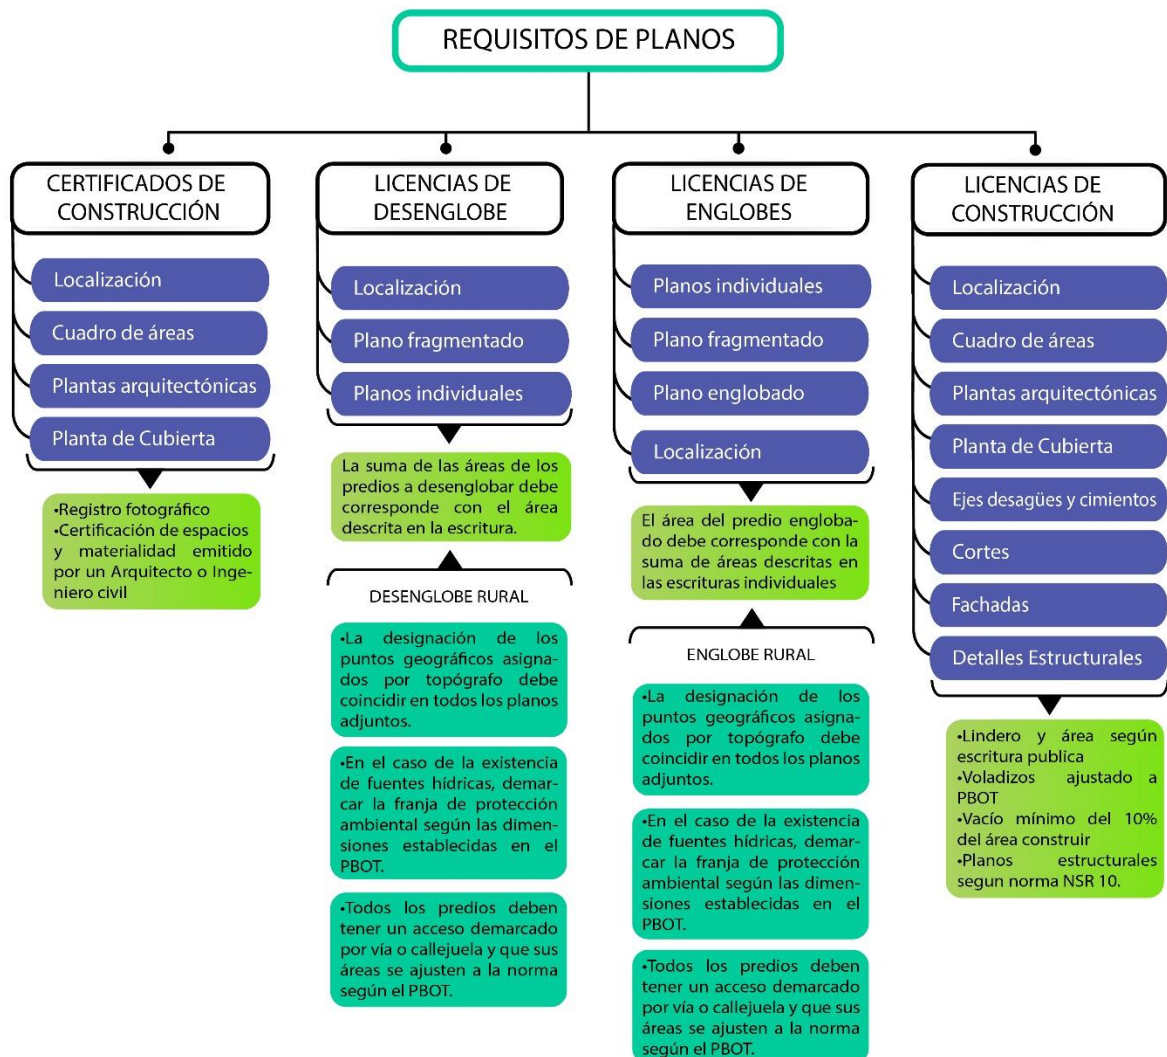 REQUISITOS DE PLANOS
CERTIFICADOS DE
CONSTRUCCIÓN
Localización
Cuadro de áreas
Plantas arquitectónicas
Planta de Cubierta
•Registro fotográfico
•Certificación de espacios
y materialidad emitido
por un Arquitecto o Inge-
niero civil
LICENCIAS DE
DESENGLOBE
Localización
Plano fragmentado
Planos individuales
La suma de las áreas de los
predios a desenglobar debe
corresponde con el área
descrita en la escritura.
DESENGLOBE RURAL
•La designación de los
puntos geográficos asigna-
dos por topógrafo debe
coincidir en todos los planos
adjuntos.
•En el caso de la existencia
de fuentes hídricas, demar-
car la franja de protección
ambiental según las dimen-
siones establecidas en el
PBOT.
•Todos los predios deben
tener un acceso demarcado
por vía o callejuela y que sus
áreas se ajusten a la norma
según el PBOT.
LICENCIAS DE
ENGLOBES
Planos individuales
Plano fragmentado
Plano englobado
Localización
El área del predio engloba-
do debe corresponde con la
suma de áreas descritas en
las escrituras individuales
ENGLOBE RURAL
•La designación de los
puntos geográficos asigna-
dos por topógrafo debe
coincidir en todos los planos
adjuntos.
•En el caso de la existencia
de fuentes hídricas, demar-
car la franja de protección
ambiental según las dimen-
siones establecidas en el
PBOT.
•Todos los predios deben
tener un acceso demarcado
por vía o callejuela y que sus
áreas se ajusten a la norma
según el PBOT.
LICENCIAS DE
CONSTRUCCIÓN
Localización
Cuadro de áreas
Plantas arquitectónicas
Planta de Cubierta
Ejes desagües y cimientos
Cortes
Fachadas
Detalles Estructurales
•Lindero y área según
escritura publica
•Voladizos ajustado a
PBOT
•Vacío mínimo del 10%
del área construir
•Planos estructurales
segun norma NSR 10.